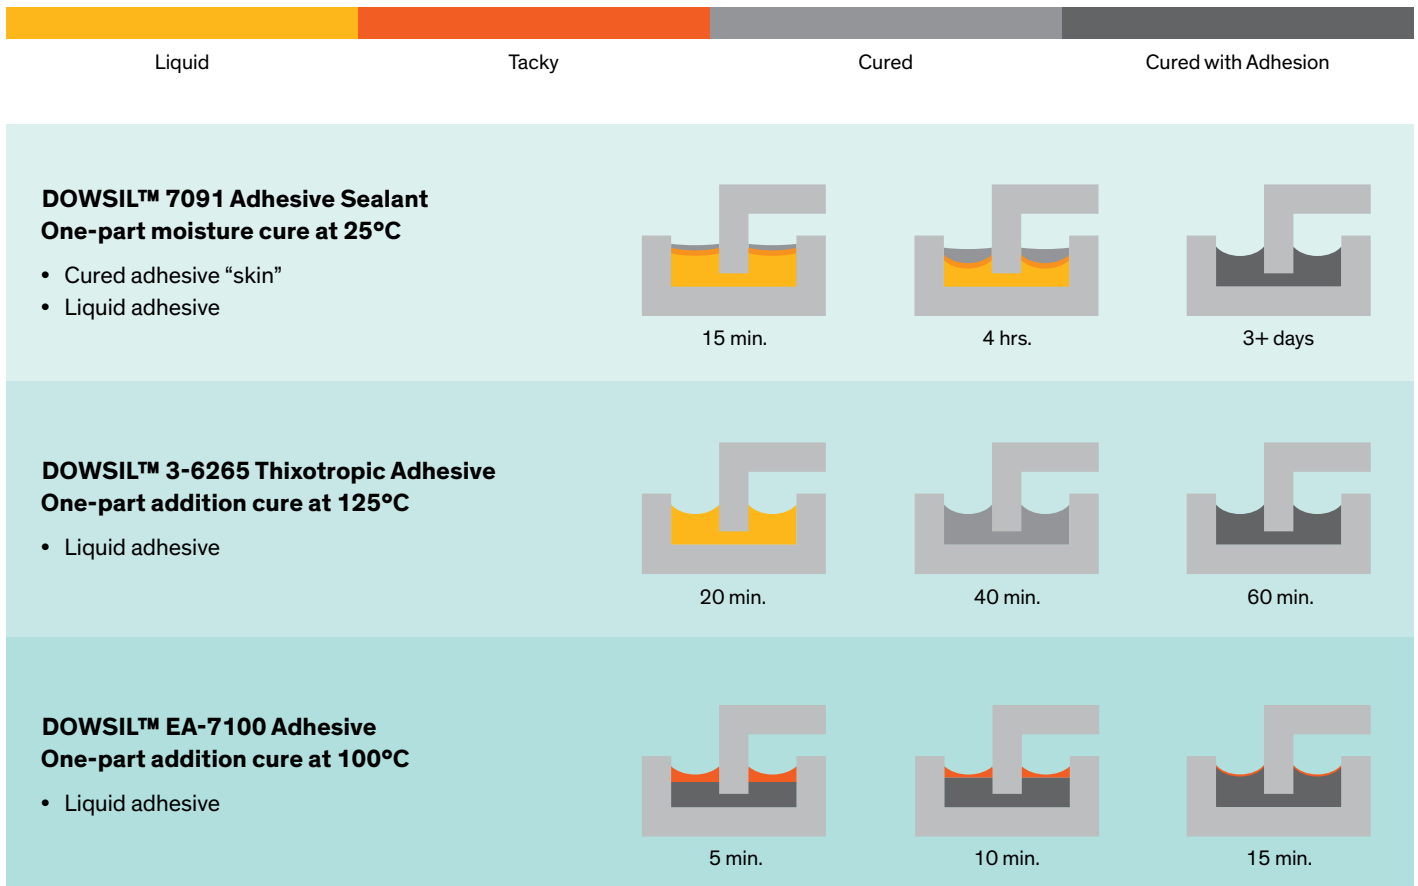 Liquid
Tacky
Cured
Cured with Adhesion
DOWSIL™ 7091 Adhesive Sealant
One-part moisture cure at 25°C
• Cured adhesive “skin”
• Liquid adhesive
15 min.
4 hrs.
3+ days
DOWSIL™ 3-6265 Thixotropic Adhesive
One-part addition cure at 125°C
• Liquid adhesive
20 min.
40 min.
60 min.
DOWSIL™ EA-7100 Adhesive
One-part addition cure at 100°C
• Liquid adhesive
5 min.
10 min.
15 min.